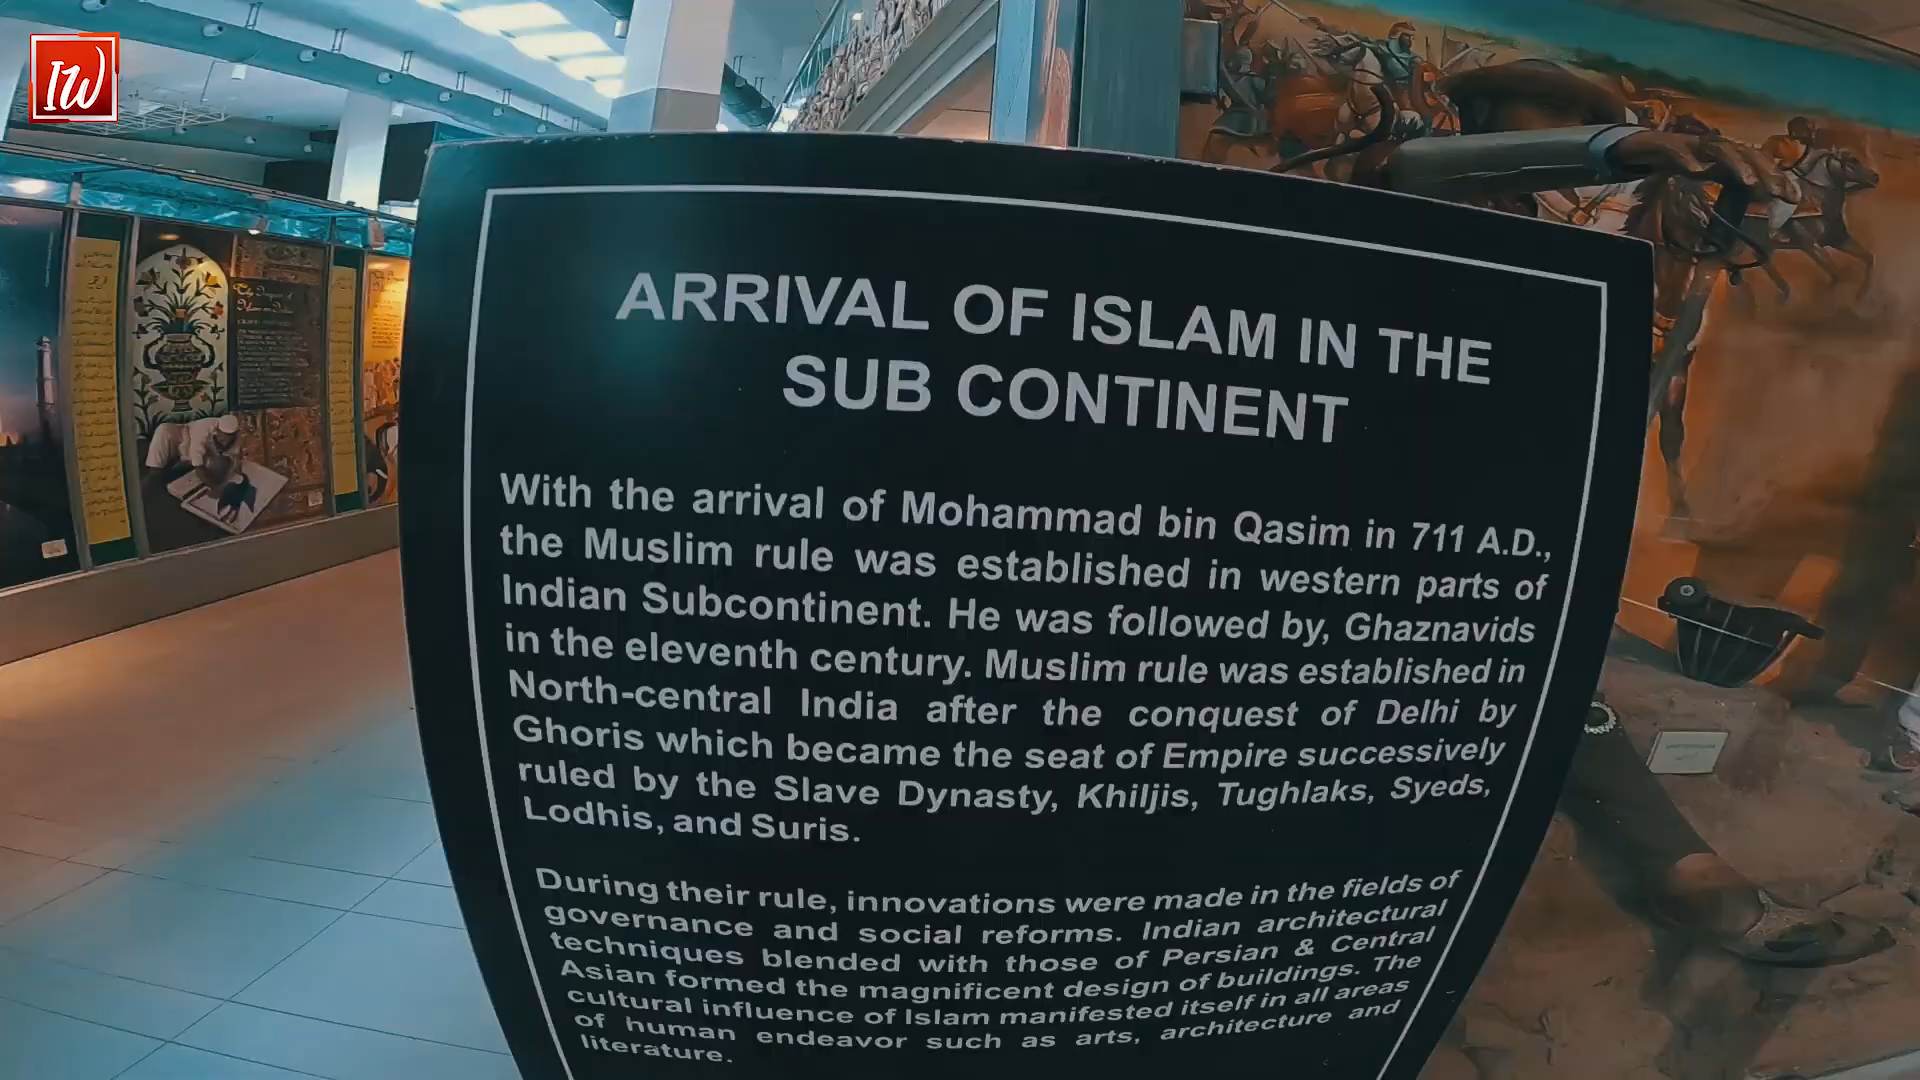 IW
ARRIVAL OF ISLAM IN THE
SUB CONTINENT
With the arrival of Mohammad bin Qasim in 711 A.D.,
the Muslim rule was established in western parts of
Indian Subcontinent. He was followed by, Ghaznavids
in the eleventh century. Muslim rule was established in
North-central India after the conquest of Delhi by
Ghoris which became the seat of Empire successively
ruled by the Slave Dynasty, Khiljis, Tughlaks, Syeds,
Lodhis, and Suris.
During their rule, innovations were made in the fields of
governance and social reforms. Indian architectural
techniques blended with those of Persian & Central
Asian formed the magnificent design of buildings. The
cultural influence of Islam manifested itself in all areas
of human endeavor such as arts, architecture and
literature.